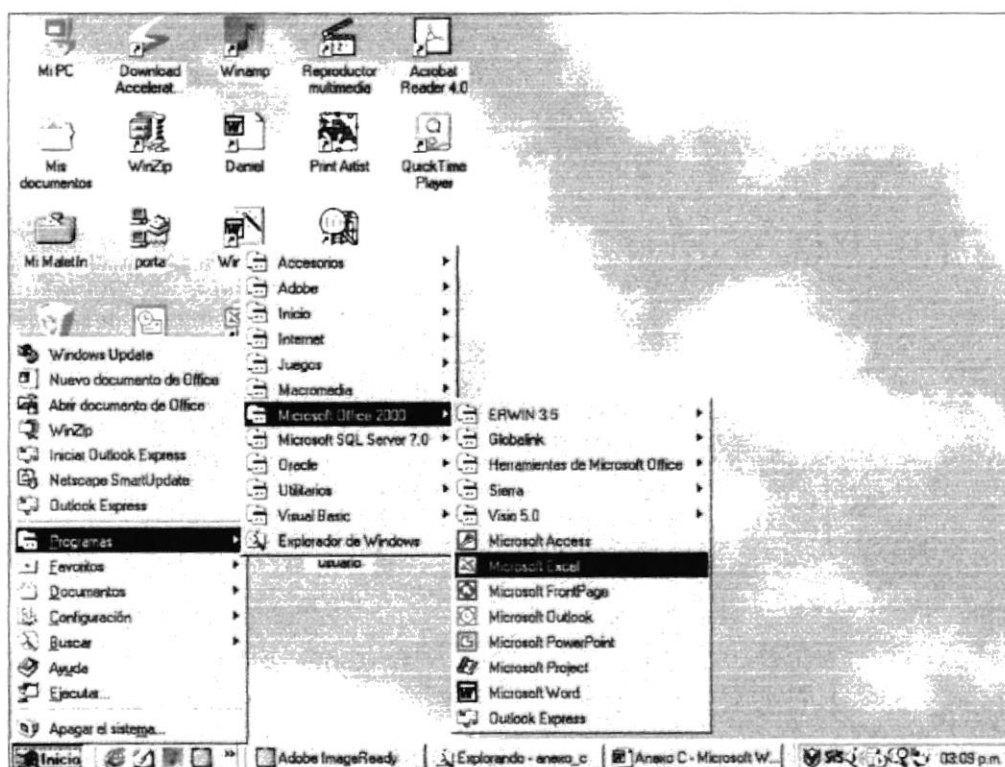 Mi PC
Download Accelerat...
Winamp
Reproductor multimedia
Acrobat Reader 4.0
Mis documentos
WinZip
Daniel
Print Artist
QuickTime Player
Mi Maletín
porta
Wir
Accesorios
Adobe
Inicio
Internet
Juegos
Macromedia
Microsoft Office 2000
Microsoft SQL Server 7.0
Oracle
Utilitarios
Visual Basic
Explorador de Windows
usuario
Windows Update
Nuevo documento de Office
Abrir documento de Office
WinZip
Iniciar Outlook Express
Netscape SmartUpdate
Outlook Express
Programas
Favoritos
Documentos
Configuración
Buscar
Ayuda
Ejecutar...
Apagar el sistema...
ERWIN 3.5
Globalink
Herramientas de Microsoft Office
Sierra
Visio 5.0
Microsoft Access
Microsoft Excel
Microsoft FrontPage
Microsoft Outlook
Microsoft PowerPoint
Microsoft Project
Microsoft Word
Outlook Express
Inicio
»
Adobe ImageReady
Explorando - anexo_c
Anexo C - Microsoft W...
SiS
03:09 p.m.